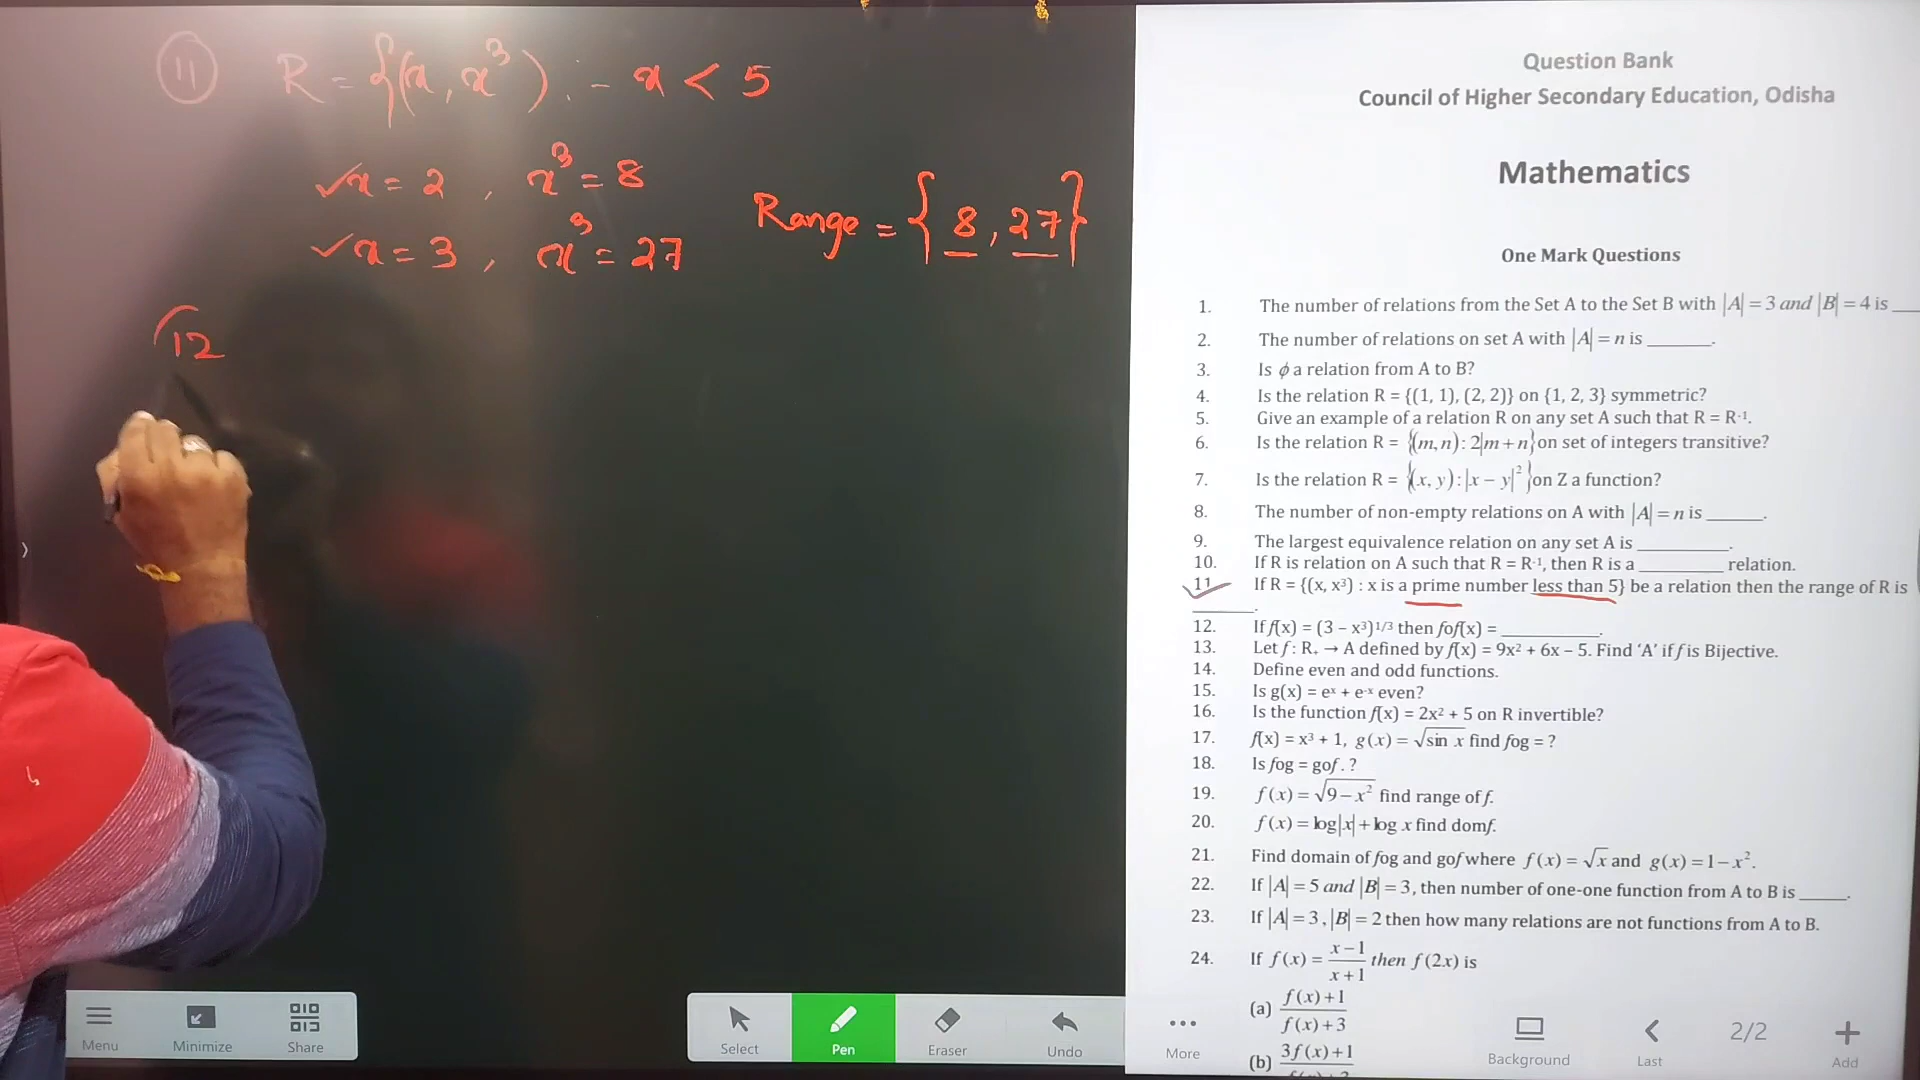 11 R = {(x, x³) :- x < 5
✓x = 2 , x³ = 8
✓x = 3 , x³ = 27
Range = {8, 27}
12
Menu
Minimize
Share
Select
Pen
Eraser
Undo
Question Bank
Council of Higher Secondary Education, Odisha
Mathematics
One Mark Questions
1. The number of relations from the Set A to the Set B with |A| = 3 and |B| = 4 is __
2. The number of relations on set A with |A| = n is ______.
3. Is ϕ a relation from A to B?
4. Is the relation R = {(1, 1), (2, 2)} on {1, 2, 3} symmetric?
5. Give an example of a relation R on any set A such that R = R⁻¹.
6. Is the relation R = {(m, n) : 2|m + n} on set of integers transitive?
7. Is the relation R = {(x, y) : |x − y|²} on Z a function?
8. The number of non-empty relations on A with |A| = n is _____.
9. The largest equivalence relation on any set A is _________.
10. If R is relation on A such that R = R⁻¹, then R is a ________ relation.
11. If R = {(x, x³) : x is a prime number less than 5} be a relation then the range of R is
______.
12. If f(x) = (3 – x³)¹/³ then fof(x) = __________.
13. Let f : R₊ → A defined by f(x) = 9x² + 6x – 5. Find ‘A’ if f is Bijective.
14. Define even and odd functions.
15. Is g(x) = eˣ + e⁻ˣ even?
16. Is the function f(x) = 2x² + 5 on R invertible?
17. f(x) = x³ + 1, g(x) = √sin x find fog = ?
18. Is fog = gof . ?
19. f(x) = √9 − x² find range of f.
20. f(x) = log|x| + log x find domf.
21. Find domain of fog and gof where f(x) = √x and g(x) = 1 − x².
22. If |A| = 5 and |B| = 3, then number of one-one function from A to B is _____.
23. If |A| = 3, |B| = 2 then how many relations are not functions from A to B.
24. If f(x) = x − 1 / x + 1 then f(2x) is
(a) f(x) + 1 / f(x) + 3
(b) 3f(x) + 1
More
Background
Last
2/2
Add